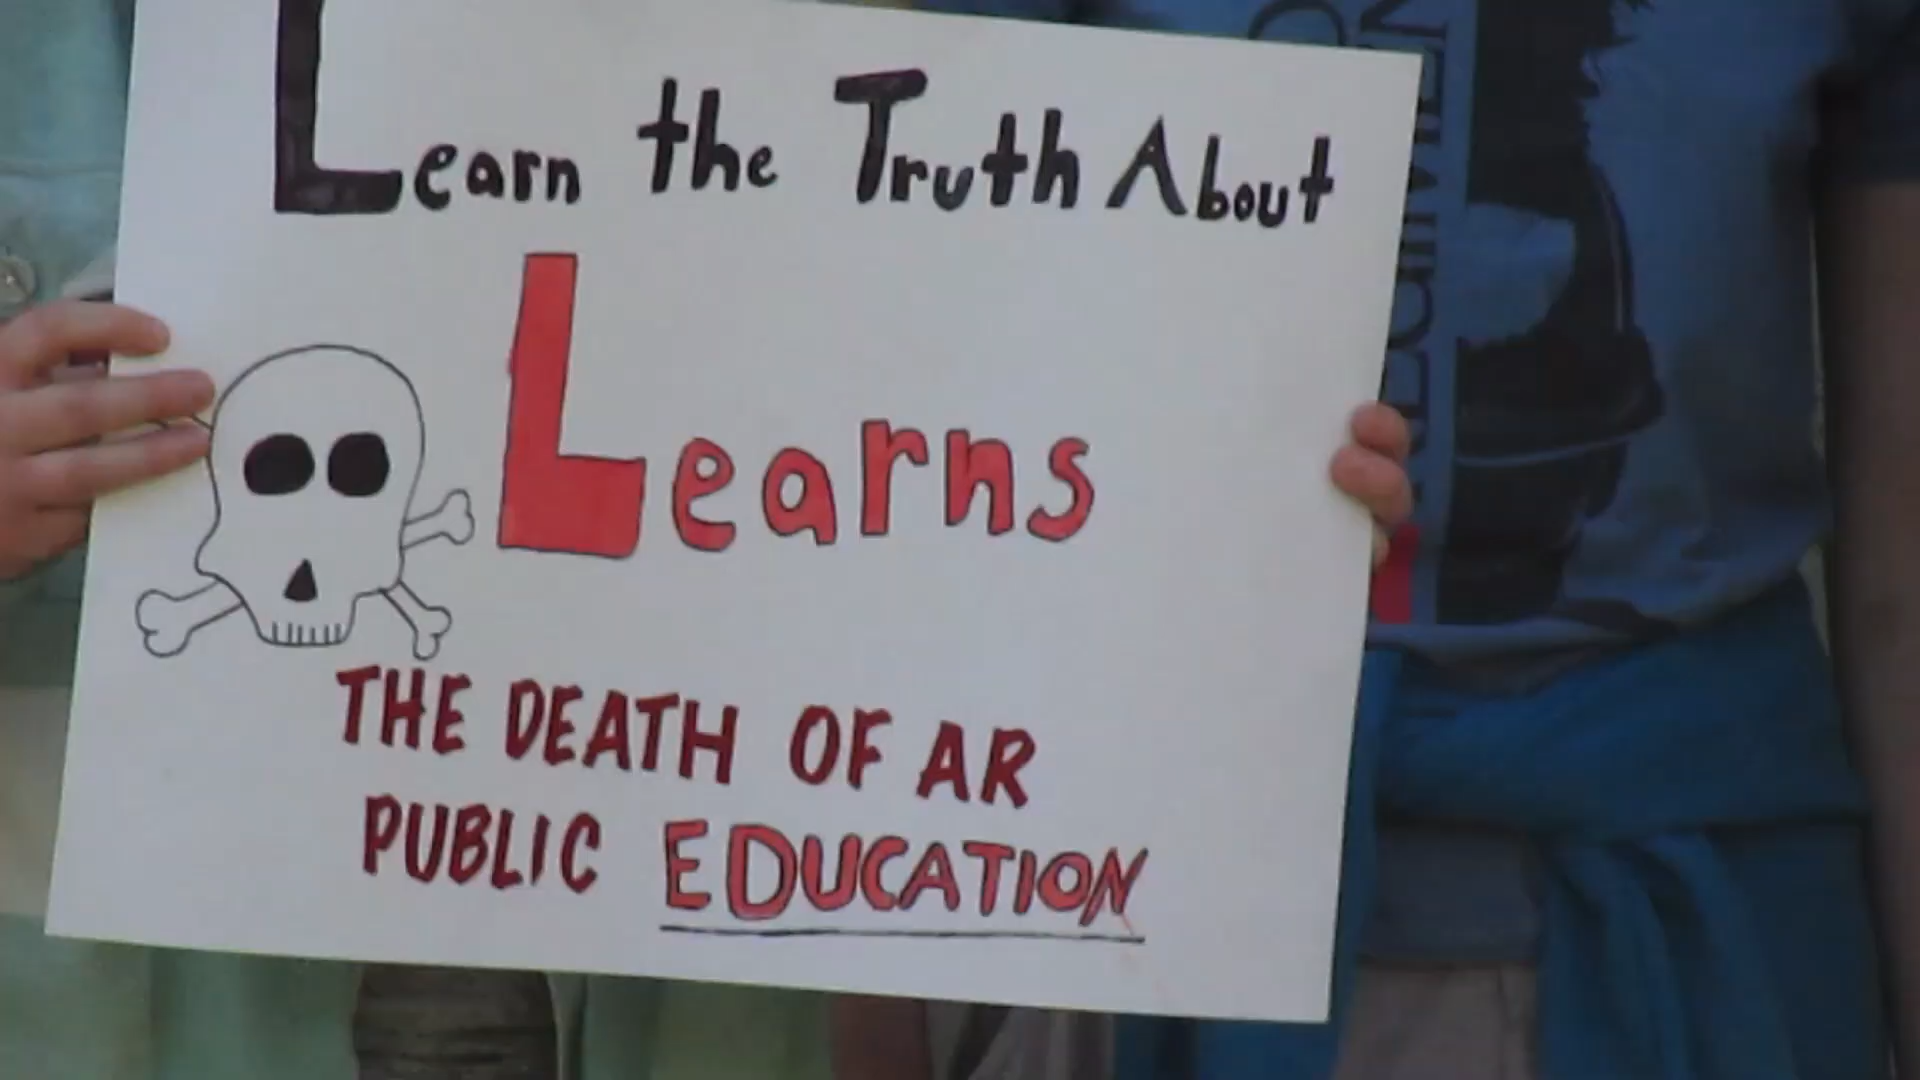 Learn the Truth About
Learns
THE DEATH OF AR
PUBLIC EDUCATION